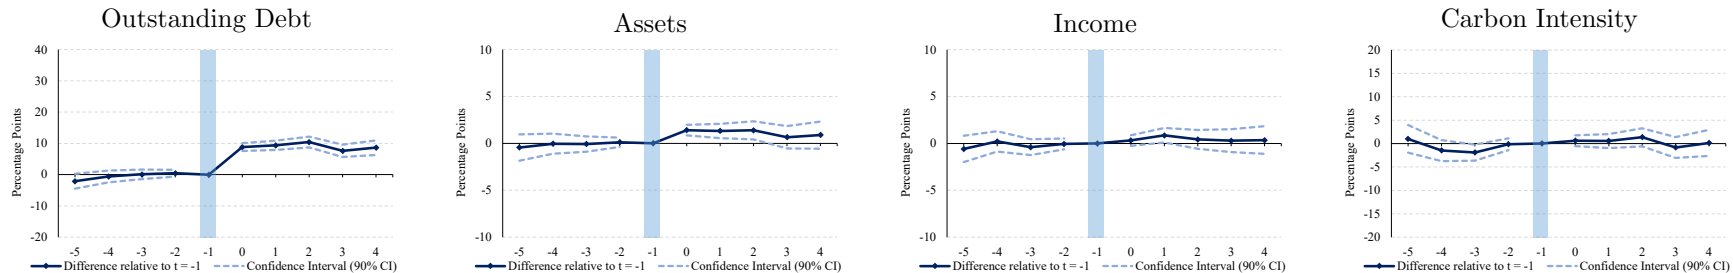 Outstanding Debt
Percentage Points
40
30
20
10
0
-10
-20
-5 -4 -3 -2 -1 0 1 2 3 4
Difference relative to t = -1 Confidence Interval (90% CI)
Assets
Percentage Points
10
5
0
-5
-10
-5 -4 -3 -2 -1 0 1 2 3 4
Difference relative to t = -1 Confidence Interval (90% CI)
Income
Percentage Points
10
5
0
-5
-10
-5 -4 -3 -2 -1 0 1 2 3 4
Difference relative to t = -1 Confidence Interval (90% CI)
Carbon Intensity
Percentage Points
20
15
10
5
0
-5
-10
-15
-20
-5 -4 -3 -2 -1 0 1 2 3 4
Difference relative to t = -1 Confidence Interval (90% CI)